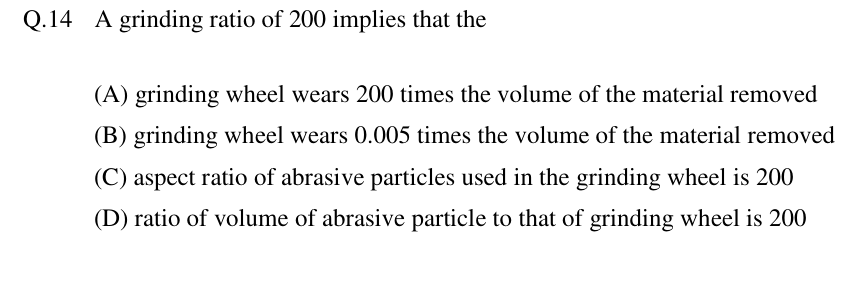 Q.14 A grinding ratio of 200 implies that the
(A) grinding wheel wears 200 times the volume of the material removed
(B) grinding wheel wears 0.005 times the volume of the material removed
(C) aspect ratio of abrasive particles used in the grinding wheel is 200
(D) ratio of volume of abrasive particle to that of grinding wheel is 200